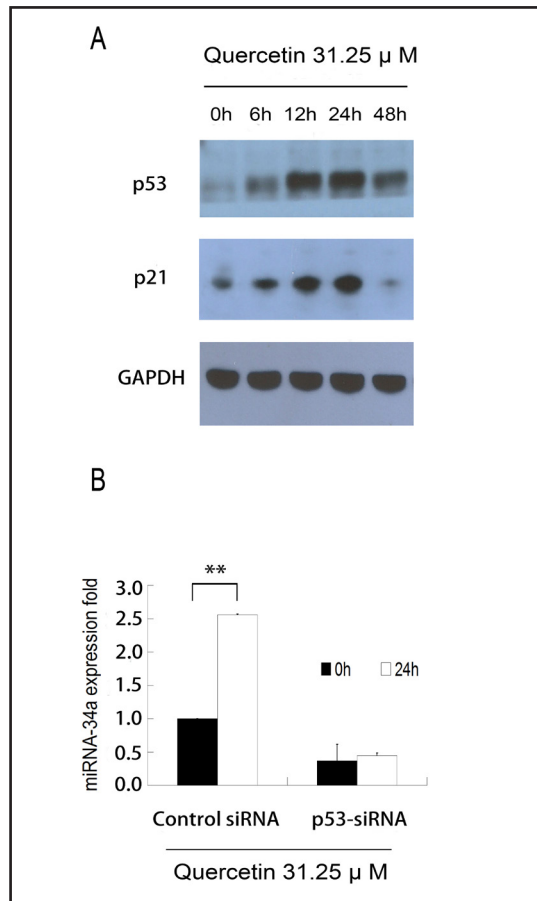 A
Quercetin 31.25 μ M
0h 6h 12h 24h 48h
p53
p21
GAPDH
B
miRNA-34a expression fold
3.0
2.5
2.0
1.5
1.0
0.5
0.0
**
0h 24h
Control siRNA p53-siRNA
Quercetin 31.25 μ M